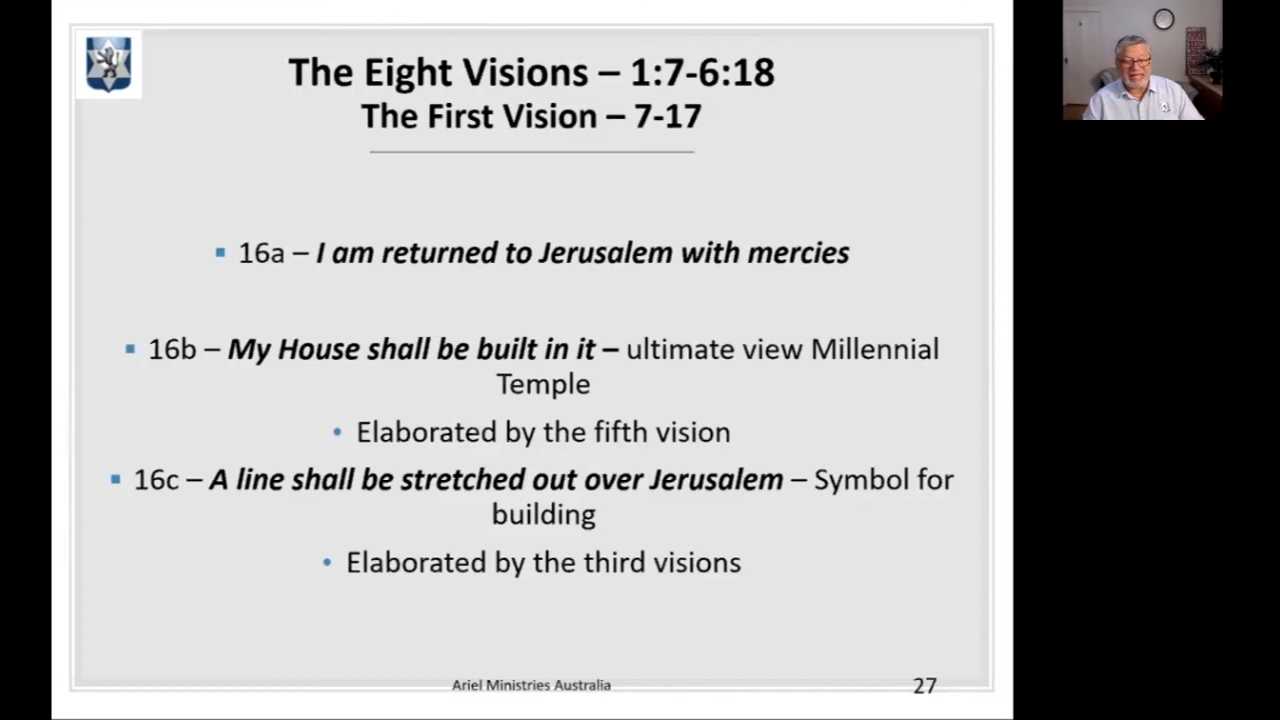 The Eight Visions – 1:7-6:18
The First Vision – 7-17
▪ 16a – I am returned to Jerusalem with mercies
▪ 16b – My House shall be built in it – ultimate view Millennial
Temple
• Elaborated by the fifth vision
▪ 16c – A line shall be stretched out over Jerusalem – Symbol for
building
• Elaborated by the third visions
Ariel Ministries Australia
27